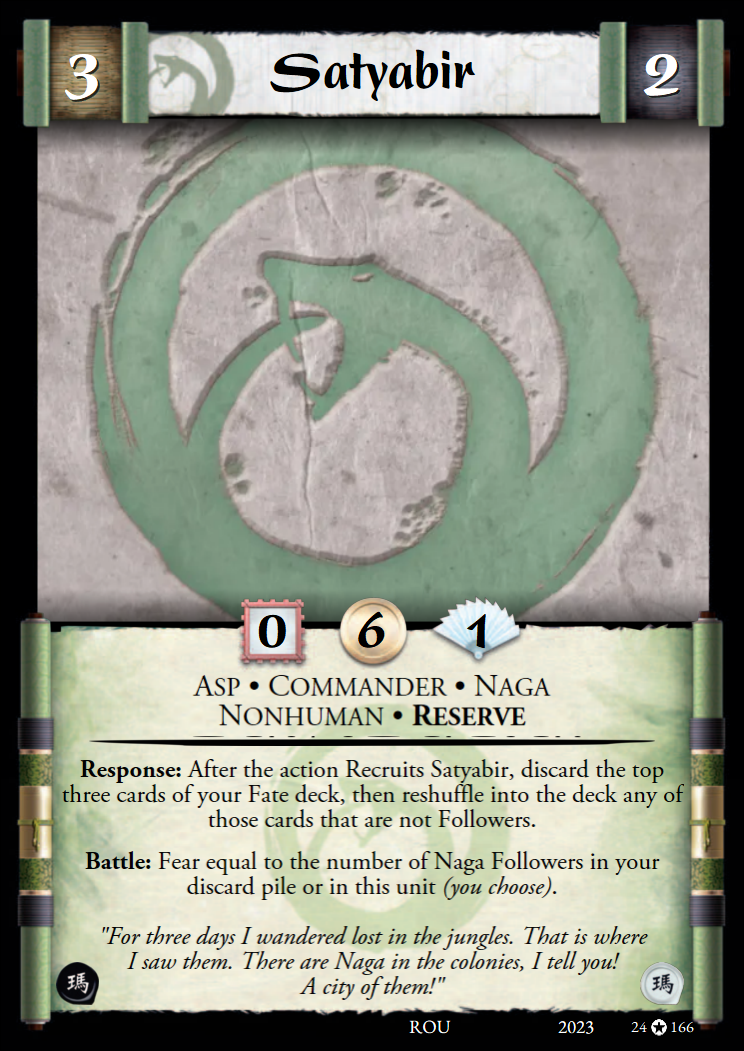 3
Satyabir
2
0
6
1
ASP • COMMANDER • NAGA
NONHUMAN • RESERVE
Response: After the action Recruits Satyabir, discard the top
three cards of your Fate deck, then reshuffle into the deck any of
those cards that are not Followers.
Battle: Fear equal to the number of Naga Followers in your
discard pile or in this unit (you choose).
"For three days I wandered lost in the jungles. That is where
I saw them. There are Naga in the colonies, I tell you!
A city of them!"
瑪
瑪
ROU
2023
24 ✪ 166